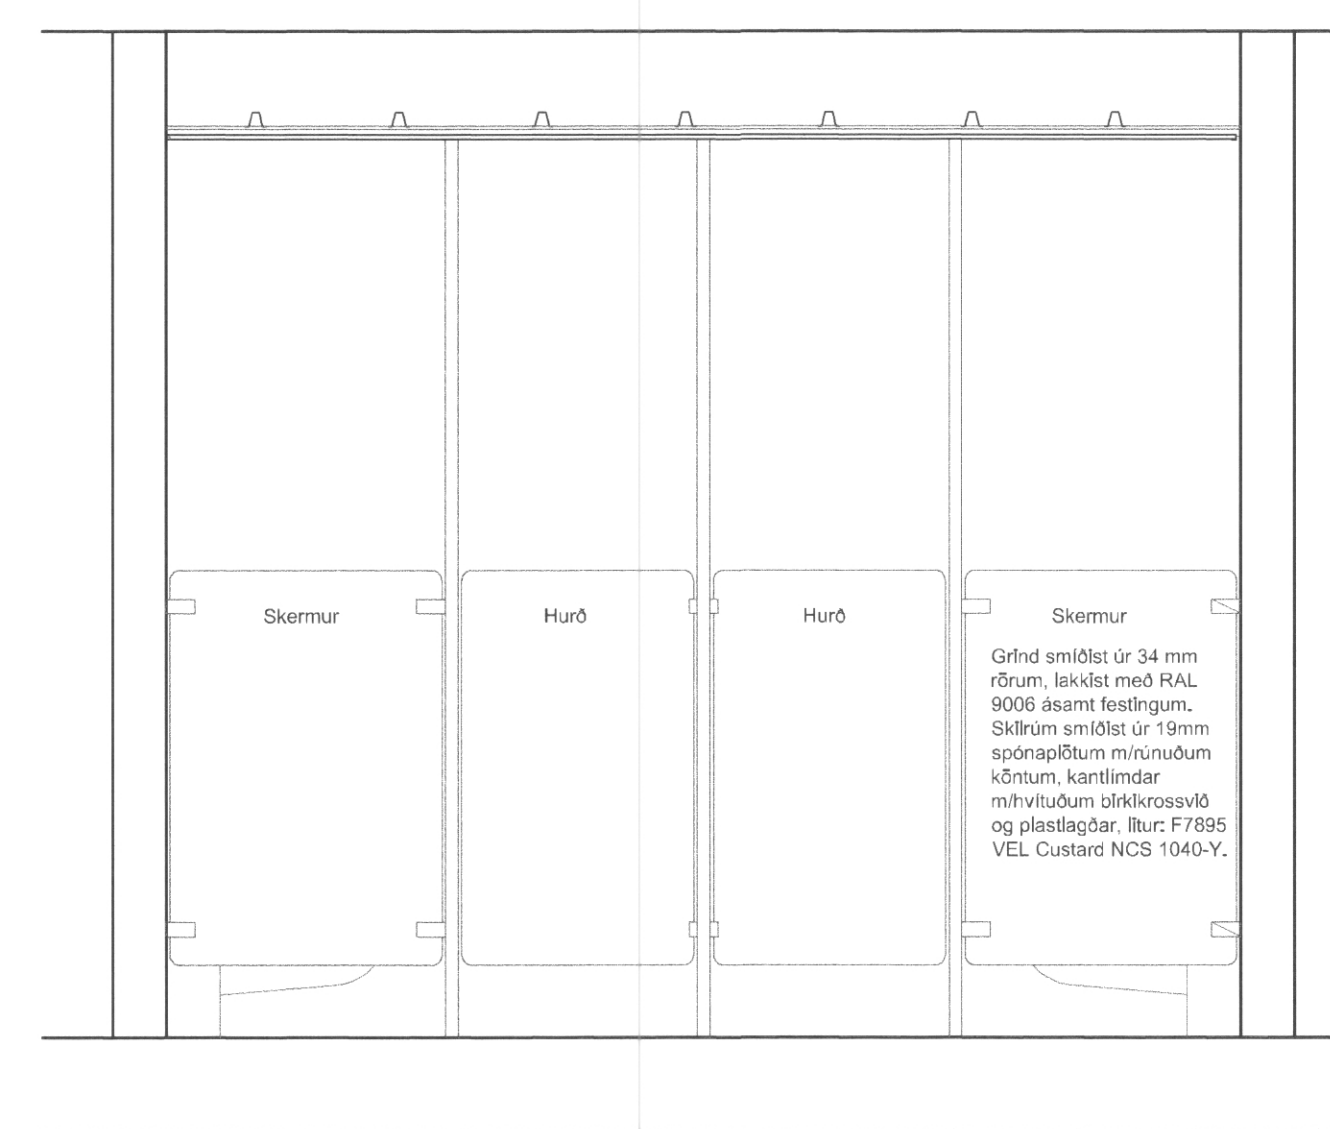 Skermur
Hurð
Hurð
Skermur
Grind smíðist úr 34 mm
rörum, lakkist með RAL
9006 ásamt festingum.
Skilrúm smíðist úr 19mm
spónaplötum m/rúnuðum
köntum, kantlímdar
m/hvítuðum birkikrossvið
og plastlagðar, litur: F7895
VEL Custard NCS 1040-Y.